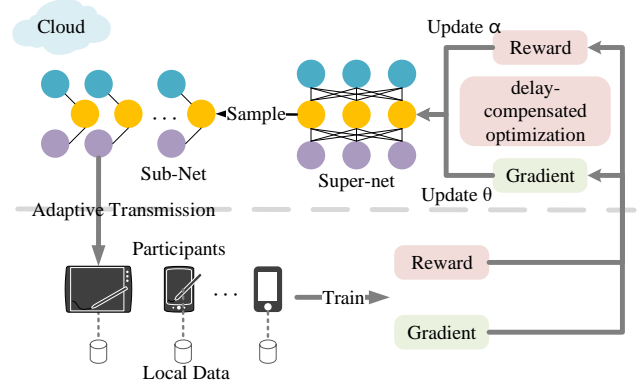 Cloud
Update α
Reward
delay-
compensated
optimization
Sample
. . .
Sub-Net
Super-net
Gradient
Update θ
Adaptive Transmission
Participants
Reward
. . .
Train
Gradient
Local Data